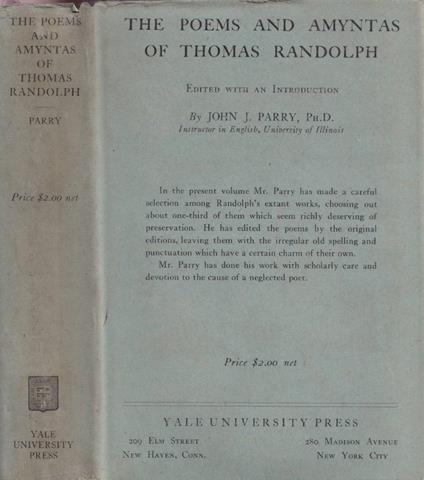 THE POEMS
AND
AMYNTAS
OF THOMAS
RANDOLPH
PARRY
Price $2.00 net
YALE
UNIVERSITY
PRESS
THE POEMS AND AMYNTAS
OF THOMAS RANDOLPH
EDITED WITH AN INTRODUCTION
By JOHN J. PARRY, PH.D.
Instructor in English, University of Illinois
In the present volume Mr. Parry has made a careful
selection among Randolph's extant works, choosing out
about one-third of them which seem richly deserving of
preservation. He has edited the poems by the original
editions, leaving them with the irregular old spelling and
punctuation which have a certain charm of their own.
Mr. Parry has done his work with scholarly care and
devotion to the cause of a neglected poet.
Price $2.00 net
YALE UNIVERSITY PRESS
209 ELM STREET 280 MADISON AVENUE
NEW HAVEN, CONN. NEW YORK CITY